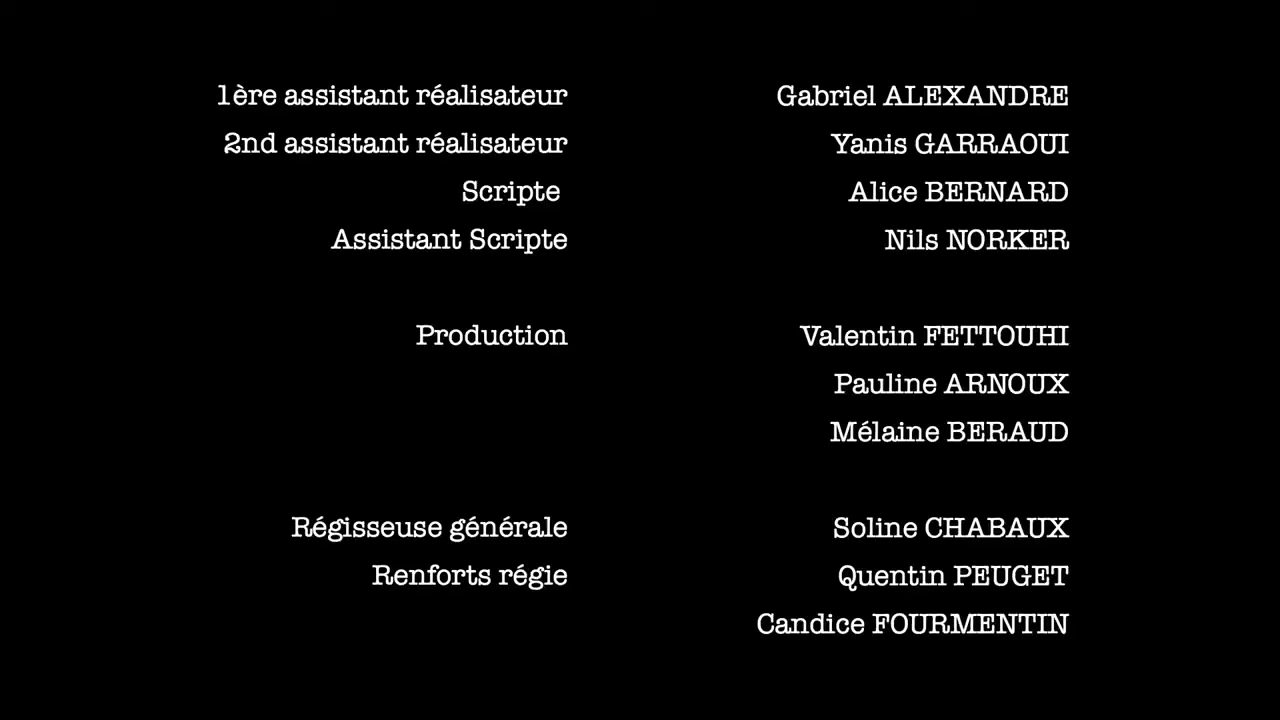 1ère assistant réalisateur Gabriel ALEXANDRE
2nd assistant réalisateur Yanis GARRAOUI
Scripte Alice BERNARD
Assistant Scripte Nils NORKER
Production Valentin FETTOUHI
Pauline ARNOUX
Mélaine BERAUD
Régisseuse générale Soline CHABAUX
Renforts régie Quentin PEUGET
Candice FOURMENTIN